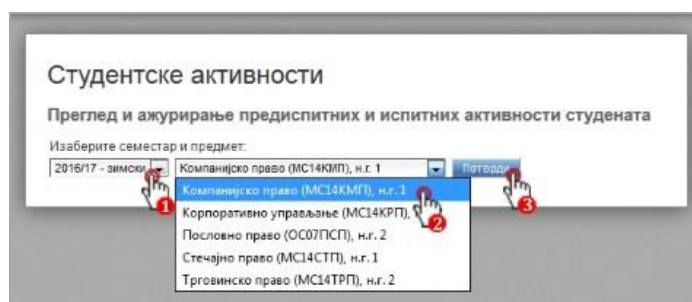 Студентске активности
Преглед и ажурирање предиспитних и испитних активности студената
Изаберите семестар и предмет:
2016/17 - зимски Компанијско право (МС14КМП), н.г. 1 Потврди
Компанијско право (МС14КМП), н.г. 1
1
3
Корпоративно управљање (МС14КРП),
2
Пословно право (ОС07ПСП), н.г. 2
Стечајно право (МС14СТП), н.г. 1
Трговинско право (МС14ТРП), н.г. 2